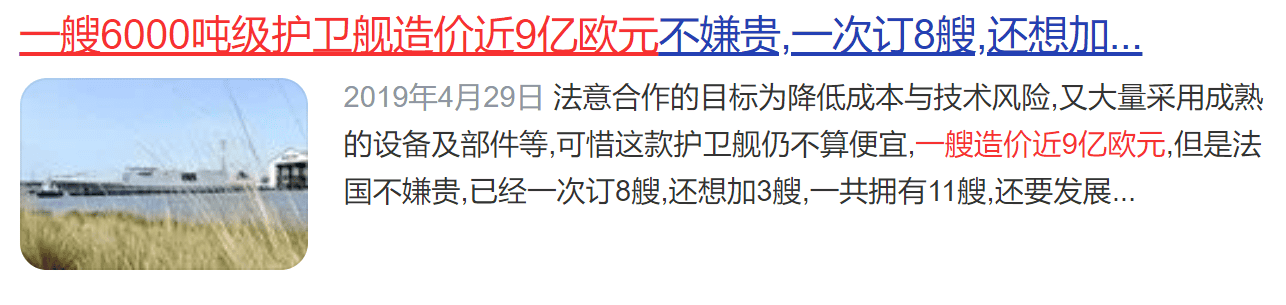 一艘6000吨级护卫舰造价近9亿欧元不嫌贵,一次订8艘,还想加...
2019年4月29日 法意合作的目标为降低成本与技术风险,又大量采用成熟
的设备及部件等,可惜这款护卫舰仍不算便宜,一艘造价近9亿欧元,但是法
国不嫌贵,已经一次订8艘,还想加3艘,一共拥有11艘,还要发展...